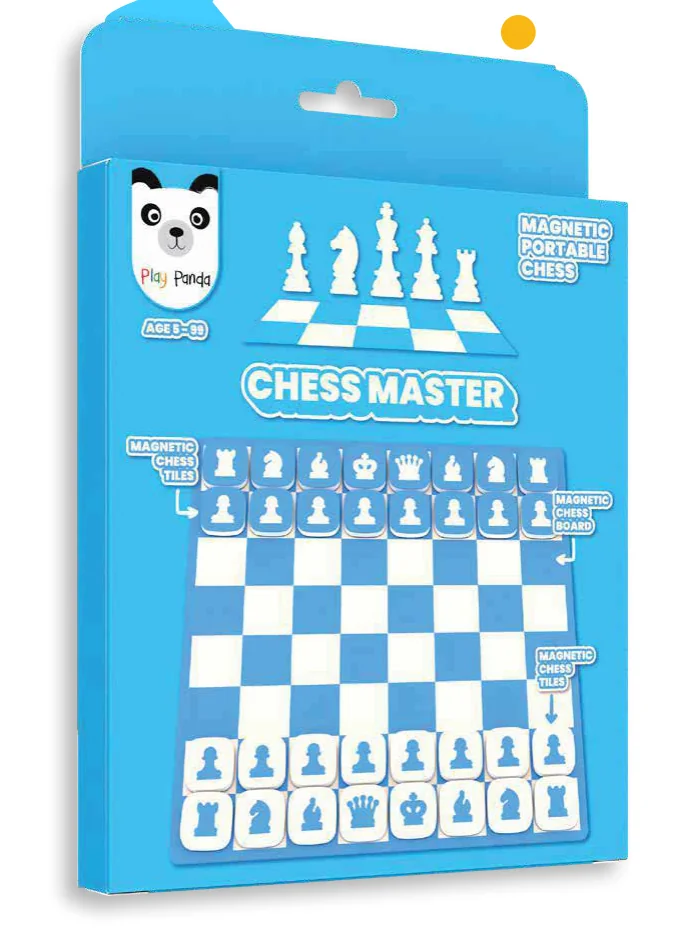 Play Panda
AGE 5-99
MAGNETIC
PORTABLE
CHESS
CHESS MASTER
MAGNETIC
CHESS
TILES
MAGNETIC
CHESS
BOARD
MAGNETIC
CHESS
TILES